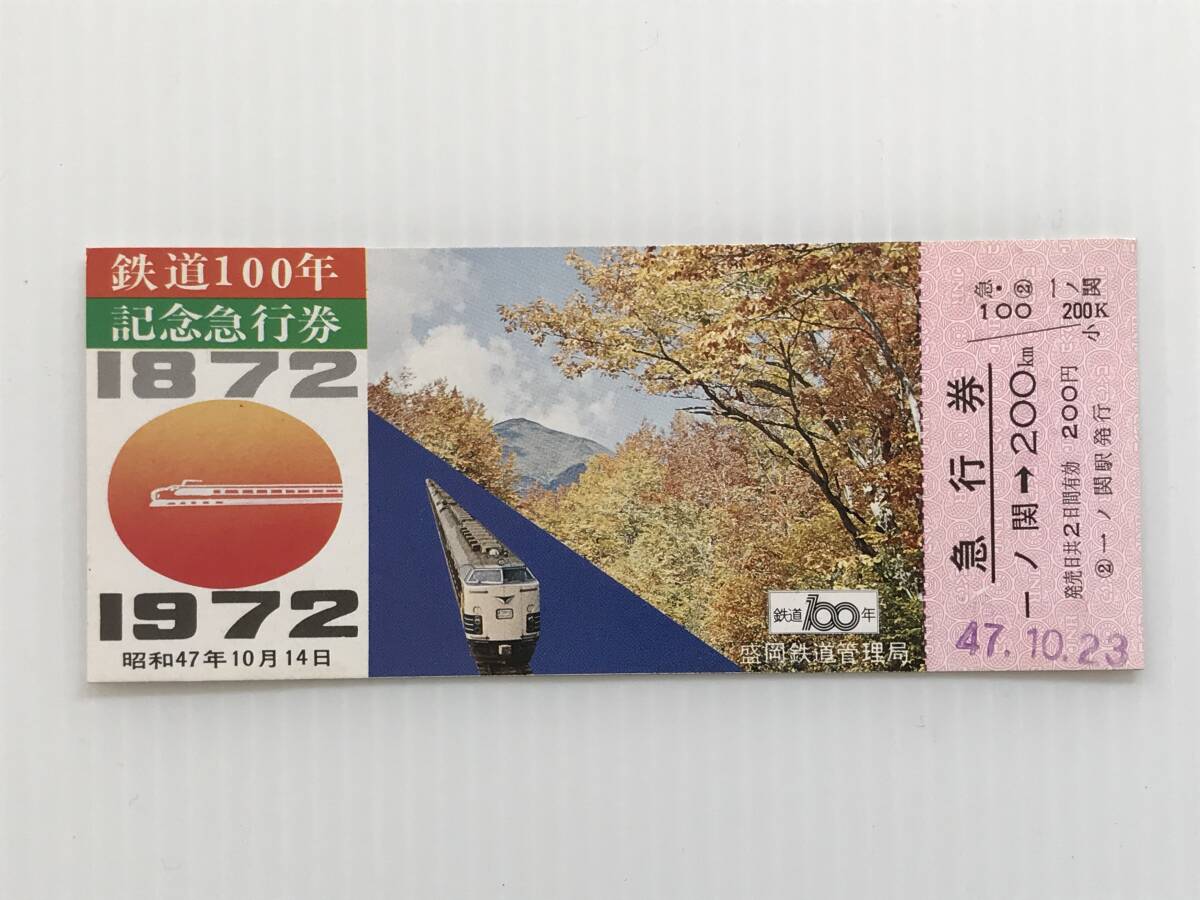 鉄道100年
記念急行券
1872
1972
昭和47年10月14日
鉄道100年
盛岡鉄道管理局
急・
100②
一ノ関
200K
小
急行券
一ノ関→200km
発売日共2日間有効 200円
②一ノ関駅発行
47.10.23